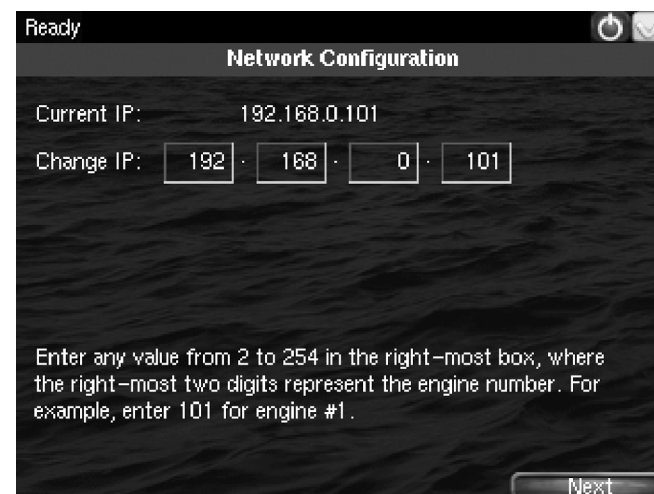 Ready
Network Configuration
Current IP: 192.168.0.101
Change IP: 192 . 168 . 0 . 101
Enter any value from 2 to 254 in the right-most box, where
the right-most two digits represent the engine number. For
example, enter 101 for engine #1.
Next